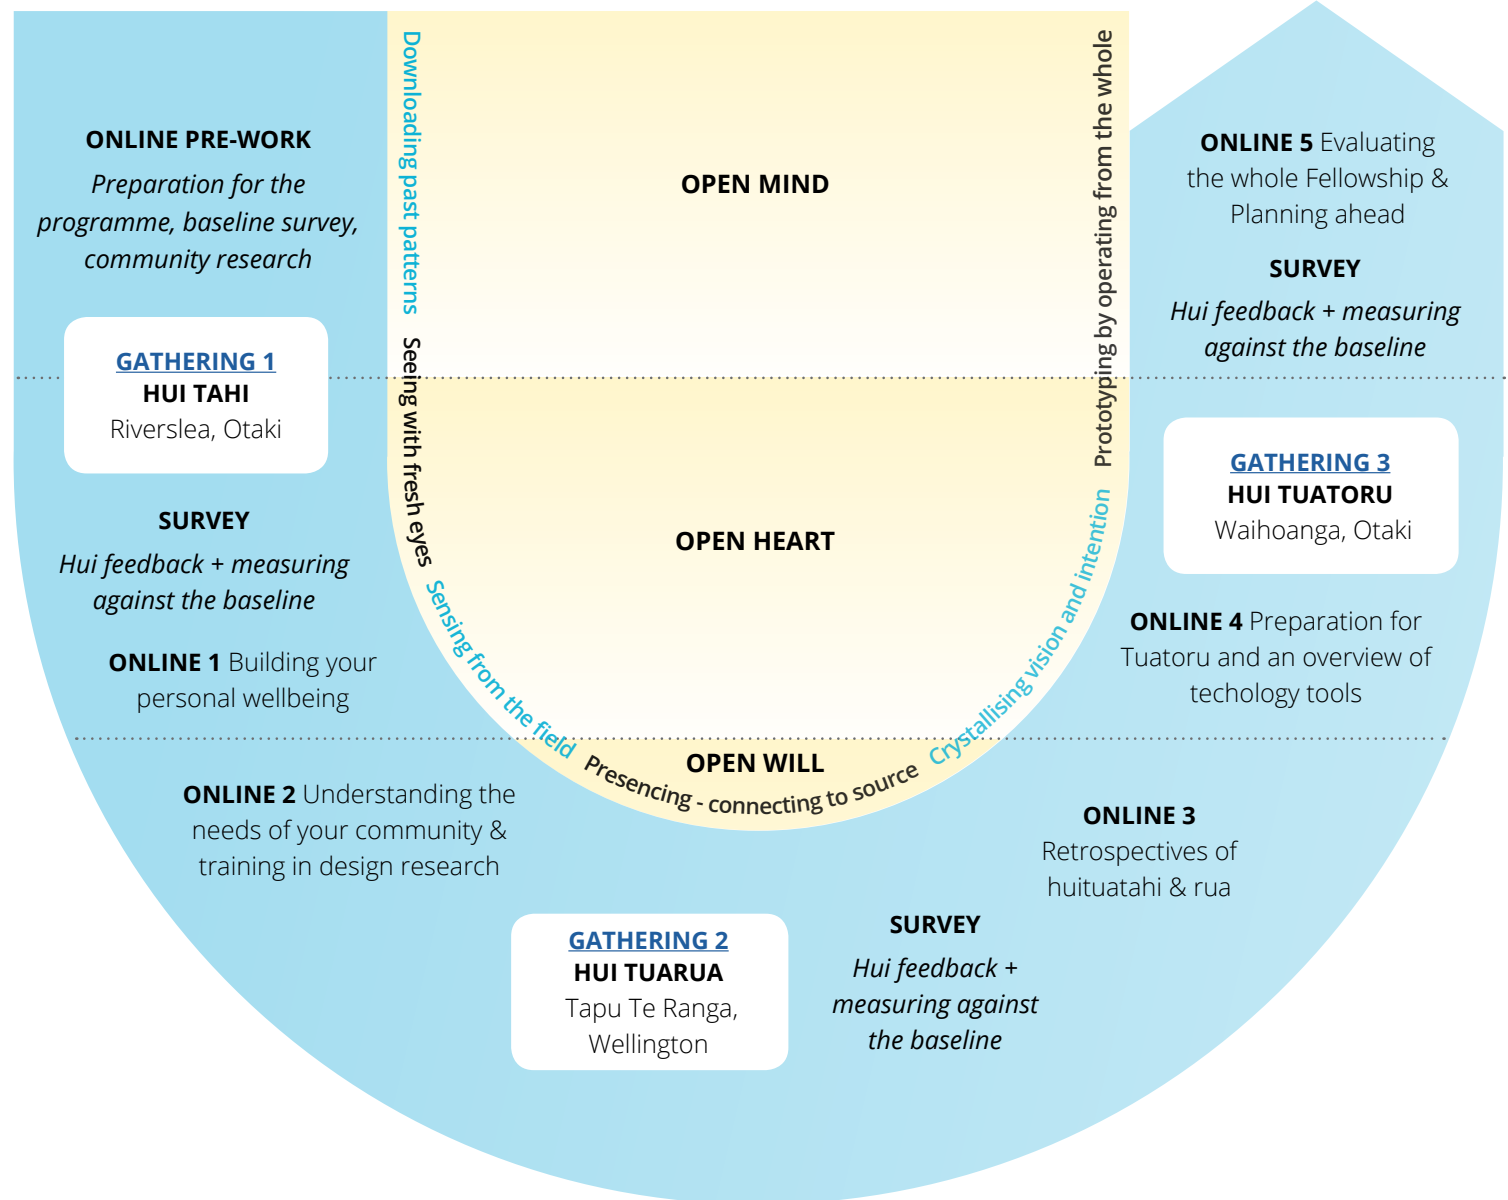 ONLINE PRE-WORK
Preparation for the
programme, baseline survey,
community research
GATHERING 1
HUI TAHI
Riverslea, Otaki
SURVEY
Hui feedback + measuring
against the baseline
ONLINE 1 Building your
personal wellbeing
ONLINE 2 Understanding the
needs of your community &
training in design research
GATHERING 2
HUI TUARUA
Tapu Te Ranga,
Wellington
SURVEY
Hui feedback +
measuring against
the baseline
ONLINE 3
Retrospectives of
huituatahi & rua
ONLINE 4 Preparation for
Tuatoru and an overview of
techology tools
GATHERING 3
HUI TUATORU
Waihoanga, Otaki
ONLINE 5 Evaluating
the whole Fellowship &
Planning ahead
SURVEY
Hui feedback + measuring
against the baseline
Downloading past patterns
Seeing with fresh eyes
Sensing from the field
Presencing - connecting to source
Crystallising vision and intention
Prototyping by operating from the whole
OPEN MIND
OPEN HEART
OPEN WILL